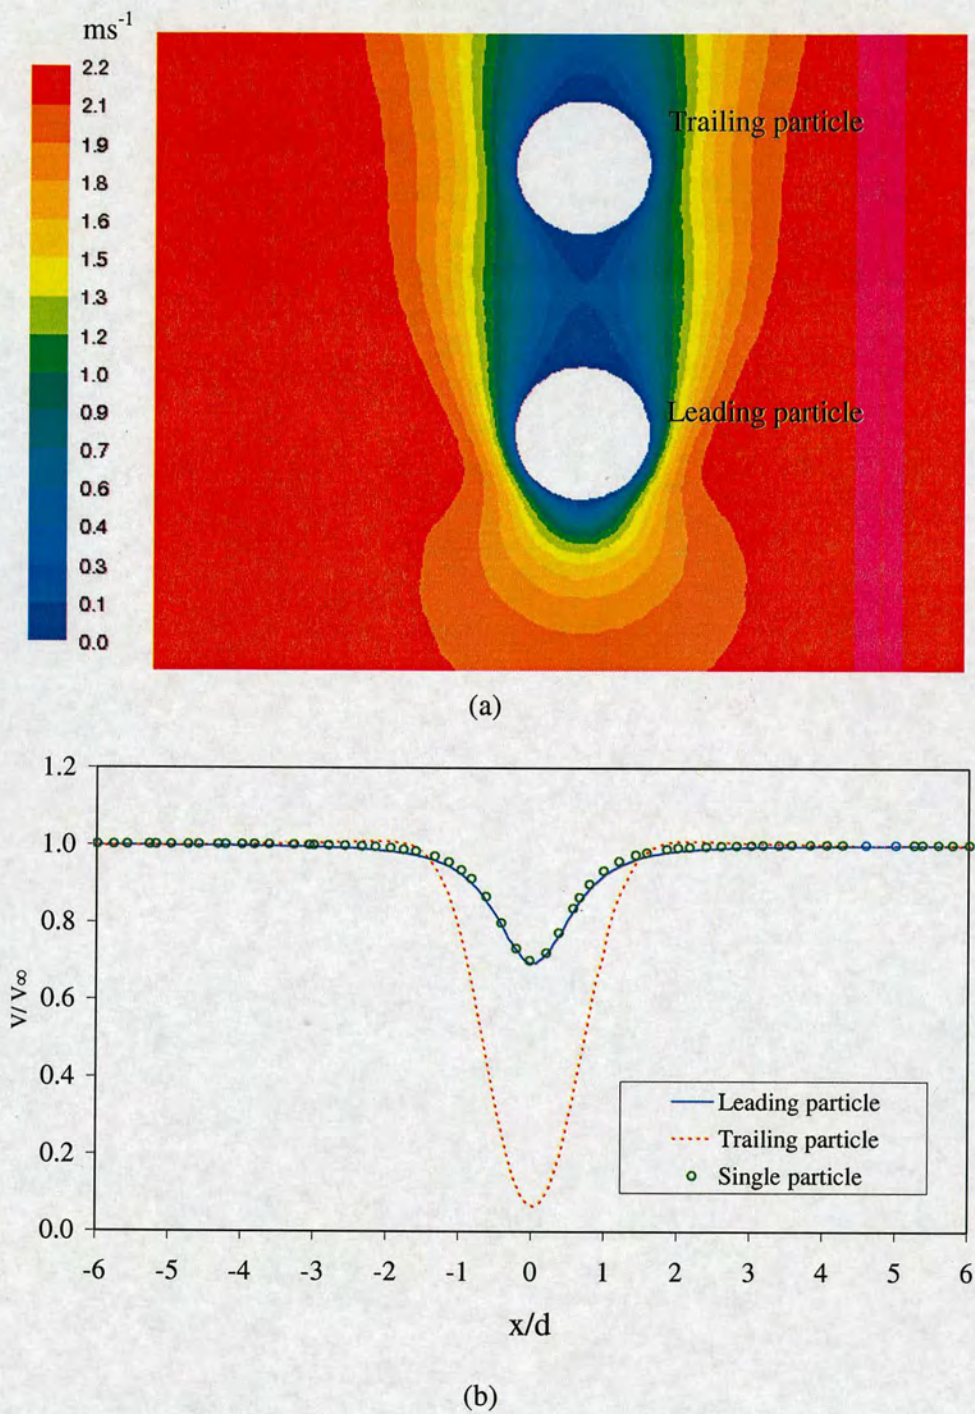 ms-1
2.2
2.1
1.9
1.8
1.6
1.5
1.3
1.2
1.0
0.9
0.7
0.6
0.4
0.3
0.1
0.0
Trailing particle
Leading particle
(a)
1.2
1.0
0.8
0.6
0.4
0.2
0.0
V/ V∞
Leading particle
Trailing particle
Single particle
-6 -5 -4 -3 -2 -1 0 1 2 3 4 5 6
x/d
(b)